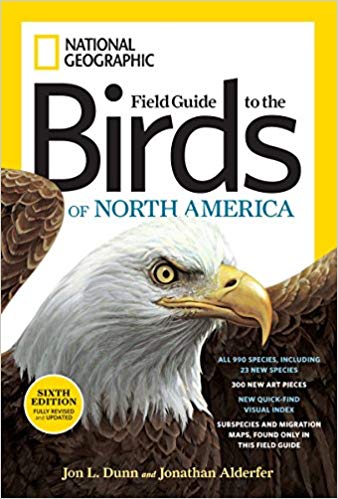 NATIONAL
GEOGRAPHIC
Field Guide to the
Birds
OF NORTH AMERICA
ALL 990 SPECIES, INCLUDING
23 NEW SPECIES
300 NEW ART PIECES
NEW QUICK-FIND
VISUAL INDEX
SUBSPECIES AND MIGRATION
MAPS, FOUND ONLY IN
THIS FIELD GUIDE
SIXTH
EDITION
FULLY REVISED
and UPDATED
Jon L. Dunn and Jonathan Alderfer